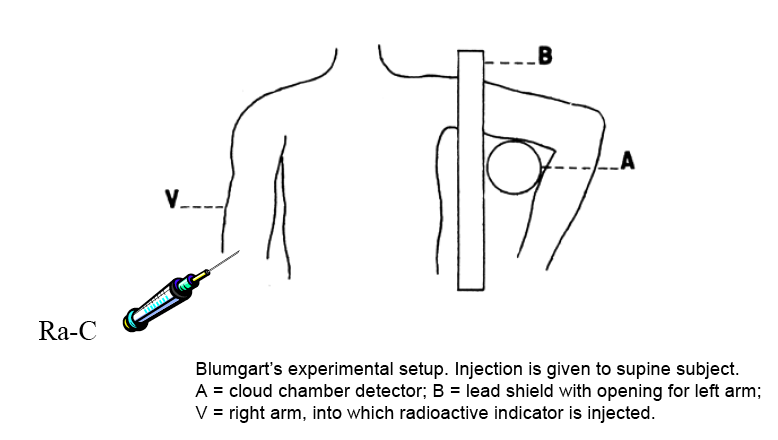 B
A
V
Ra-C
Blumgart's experimental setup. Injection is given to supine subject.
A = cloud chamber detector; B = lead shield with opening for left arm;
V = right arm, into which radioactive indicator is injected.